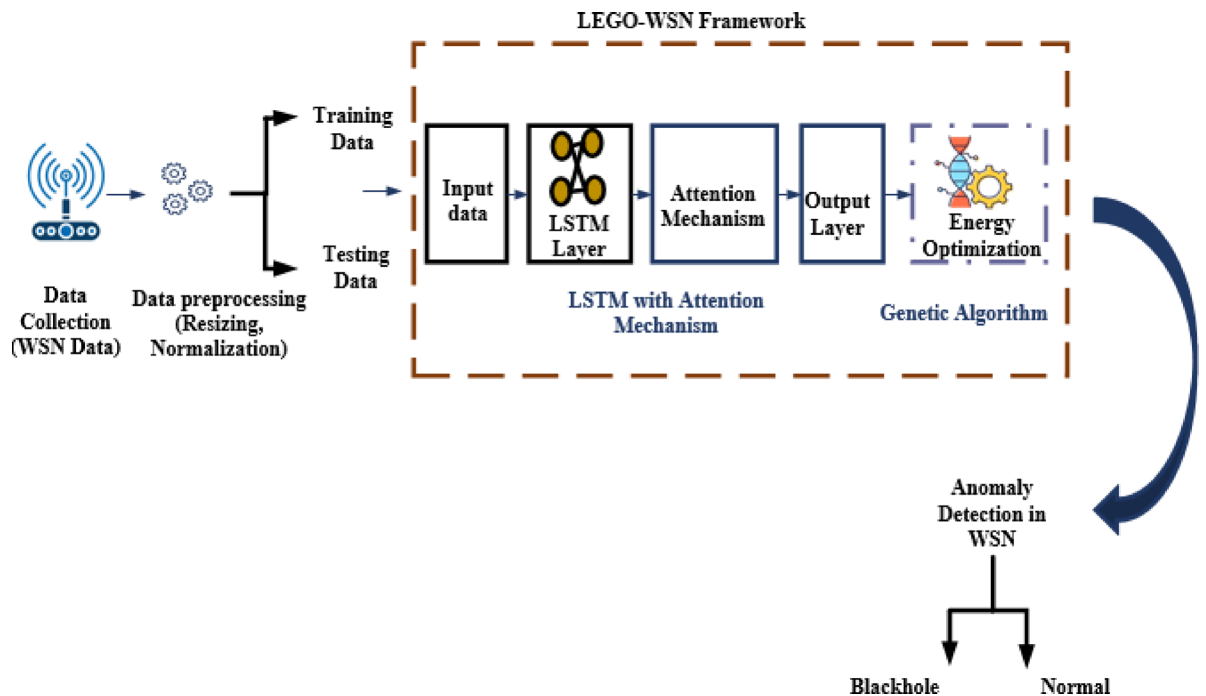 LEGO-WSN Framework
Training
Data
Testing
Data
Data
Collection
(WSN Data)
Data preprocessing
(Resizing,
Normalization)
Input
data
LSTM
Layer
Attention
Mechanism
Output
Layer
Energy
Optimization
LSTM with Attention
Mechanism
Genetic Algorithm
Anomaly
Detection in
WSN
Blackhole
Normal